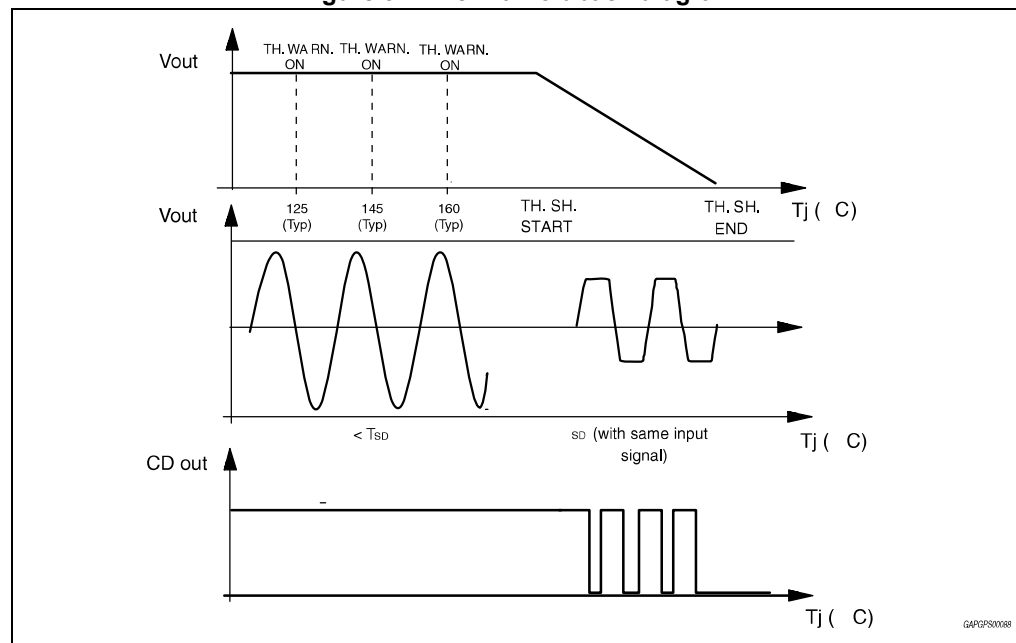 Vout
TH. WARN. TH. WARN. TH. WARN.
ON ON ON
125 145 160
(Typ) (Typ) (Typ)
TH. SH.
START
TH. SH.
END
Tj ( C)
Vout
< TSD
SD (with same input
signal)
Tj ( C)
CD out
Tj ( C)
GAPGPS00088